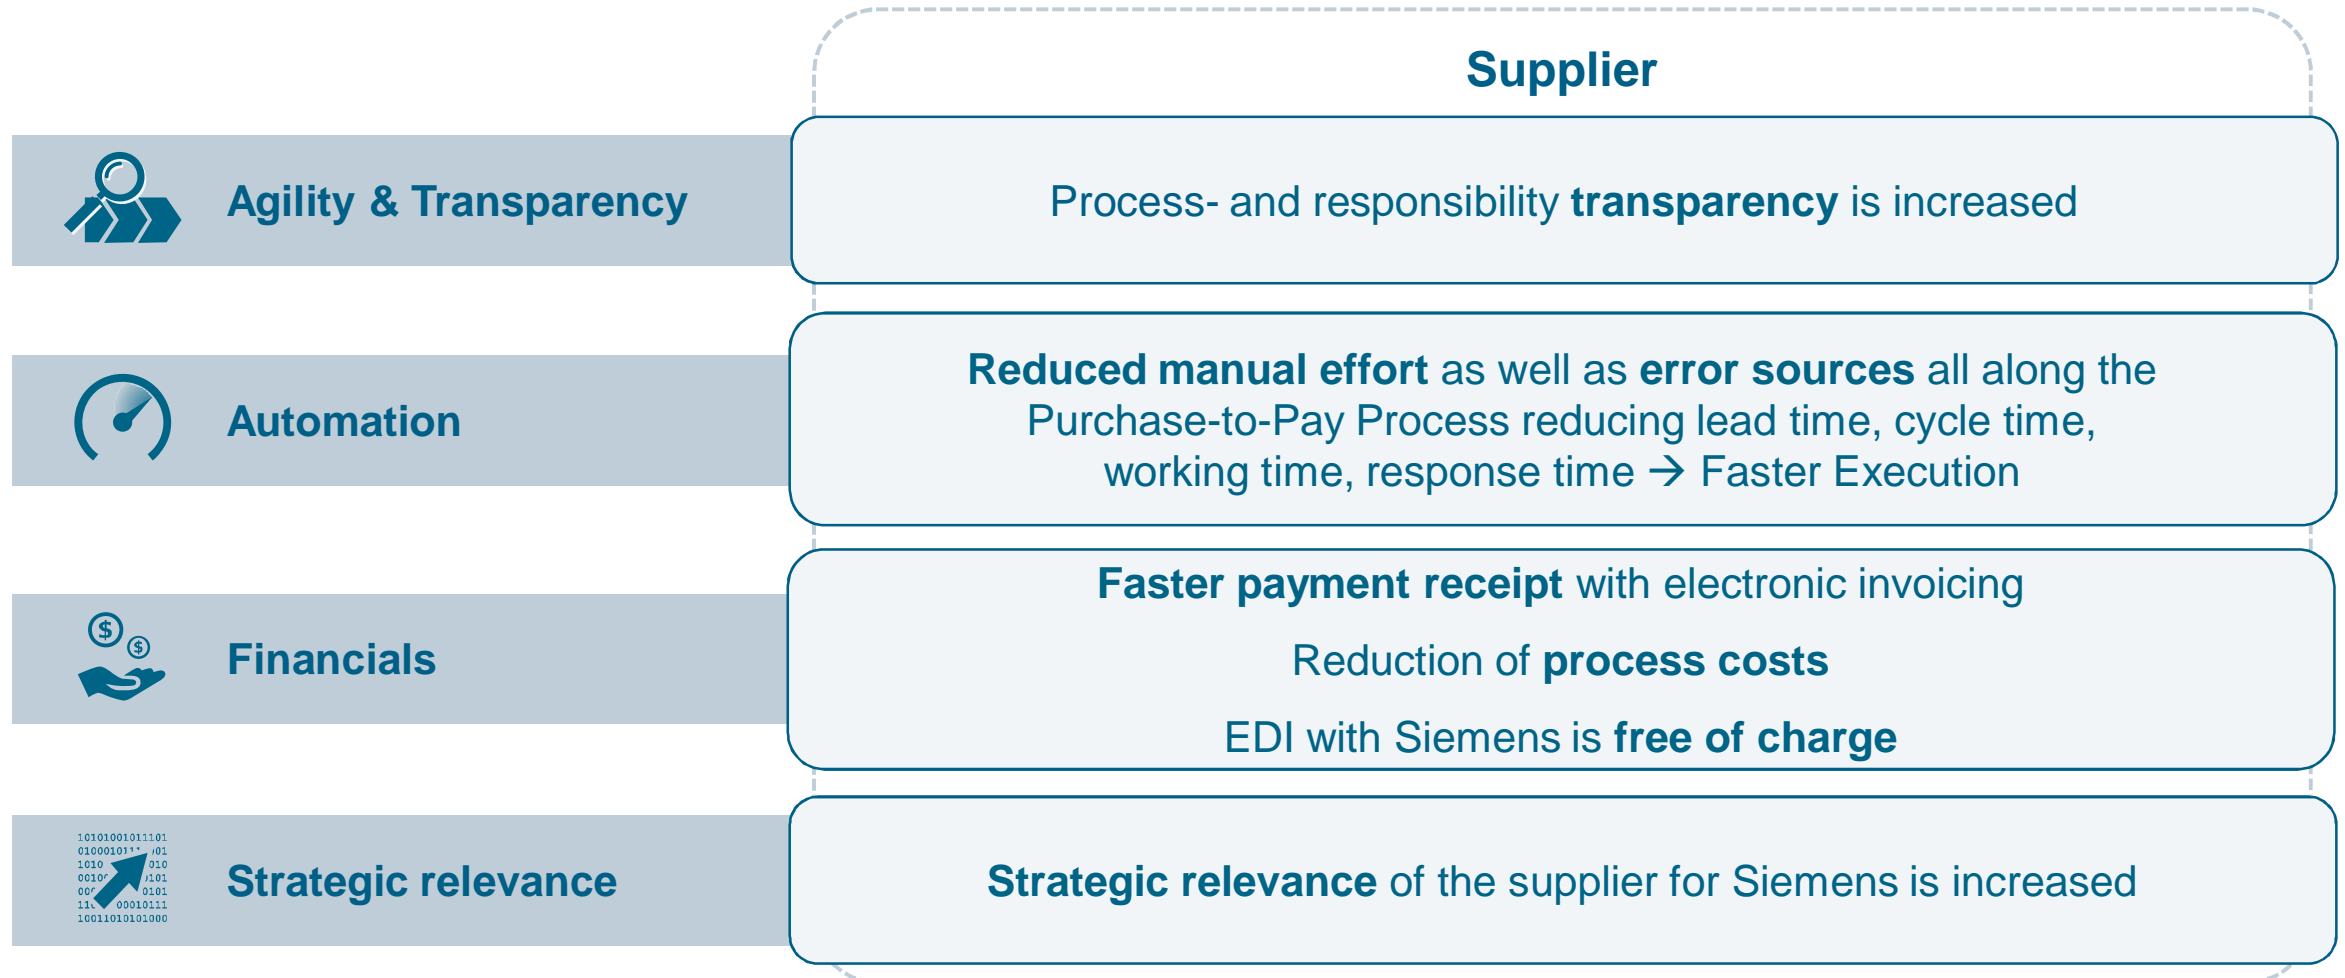 Supplier
Agility & Transparency
Process- and responsibility transparency is increased
Automation
Reduced manual effort as well as error sources all along the
Purchase-to-Pay Process reducing lead time, cycle time,
working time, response time → Faster Execution
$
$
Financials
Faster payment receipt with electronic invoicing
Reduction of process costs
EDI with Siemens is free of charge
10101001011101
1010
10011010101000
Strategic relevance
Strategic relevance of the supplier for Siemens is increased